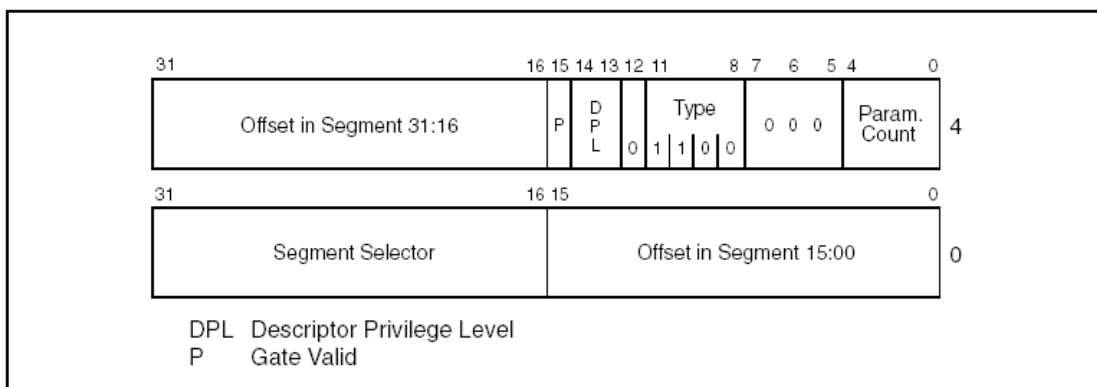 31 16 15 14 13 12 11 8 7 6 5 4 0
Offset in Segment 31:16 P D P L 0 Type 1 1 0 0 0 0 0 Param. Count 4
31 16 15 0
Segment Selector Offset in Segment 15:00 0
DPL Descriptor Privilege Level
P Gate Valid